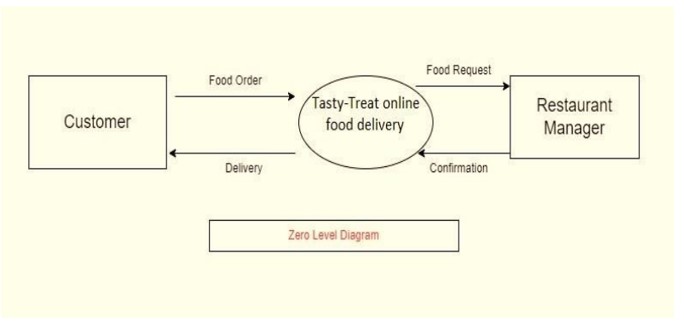 Food Order
Food Request
Customer
Tasty-Treat online
food delivery
Restaurant
Manager
Delivery
Confirmation
Zero Level Diagram